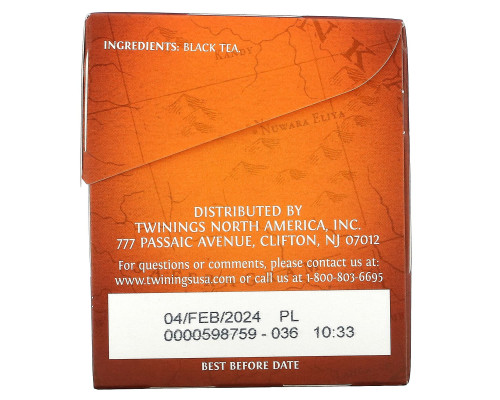 INGREDIENTS: BLACK TEA.
NUWARA ELIYA
DISTRIBUTED BY
TWININGS NORTH AMERICA, INC.
777 PASSAIC AVENUE, CLIFTON, NJ 07012
For questions or comments, please contact us at:
www.twiningsusa.com or call us at 1-800-803-6695
04/FEB/2024 PL
0000598759 - 036 10:33
BEST BEFORE DATE